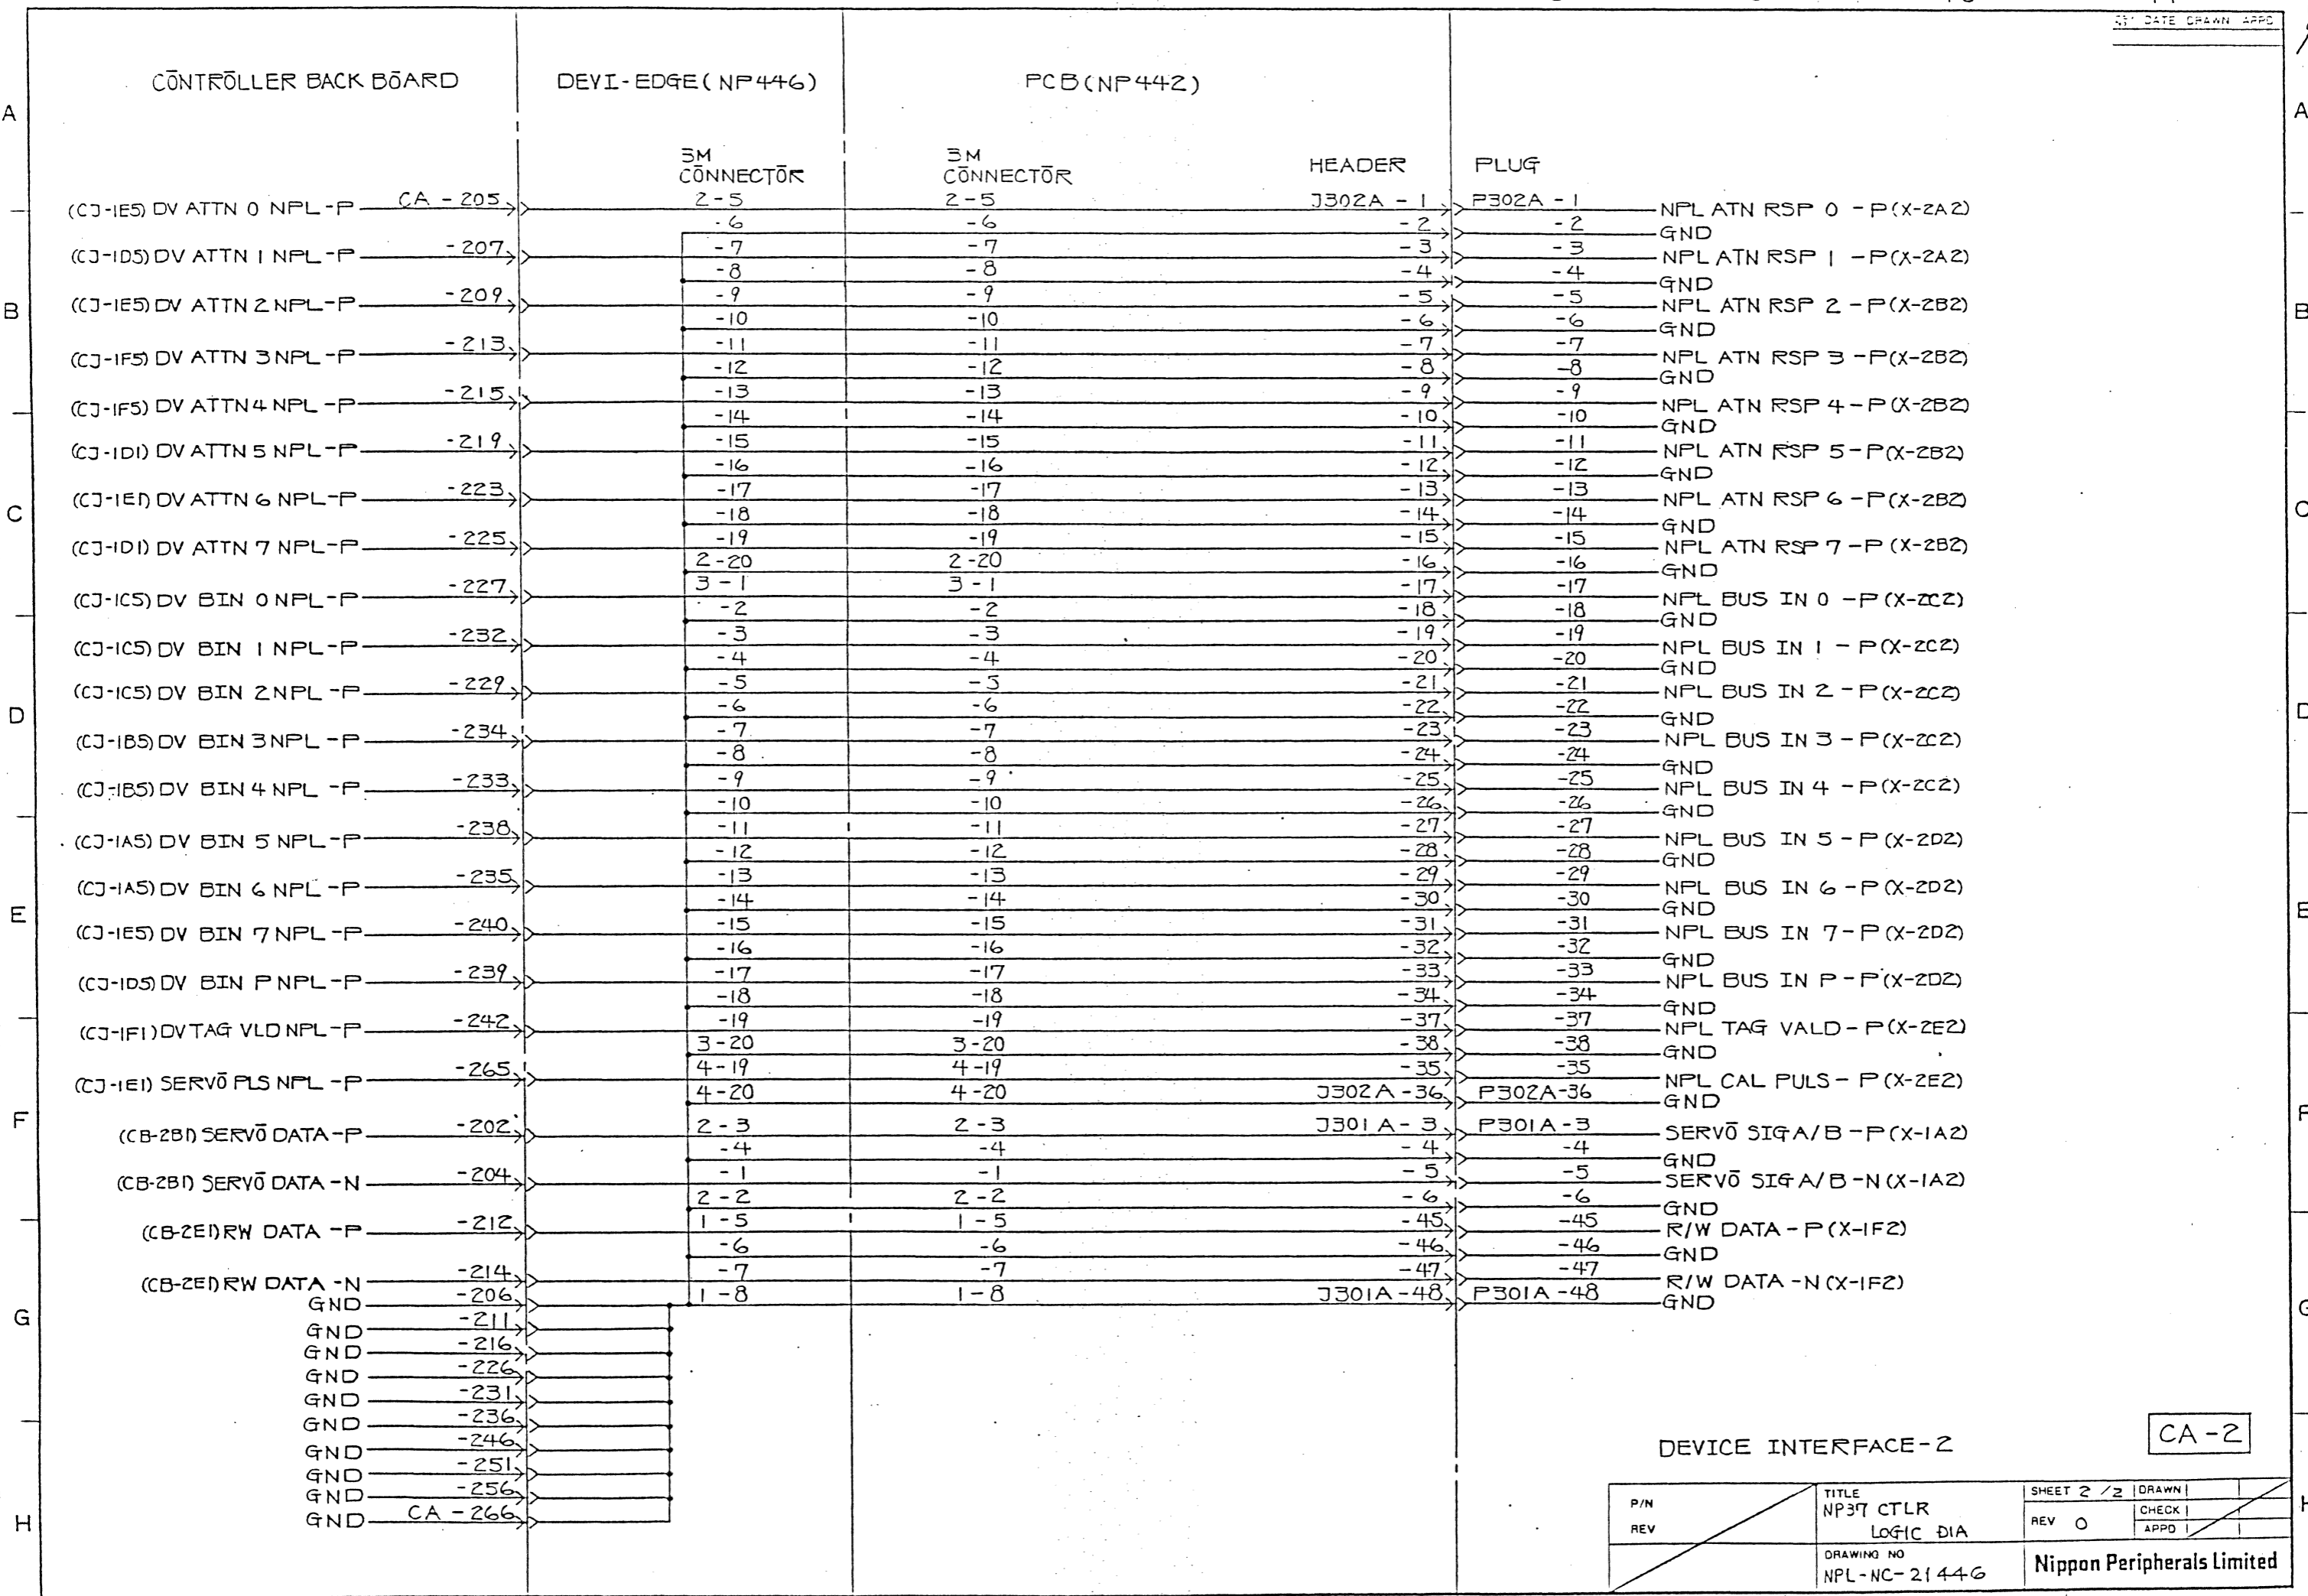 DATE DRAWN APPD
CŌNTRŌLLER BACK BŌARD DEVI-EDGE(NP446) PCB(NP442)
3M CŌNNECTŌR 3M CŌNNECTŌR HEADER PLUG
A A
(CJ-1E5) DV ATTN 0 NPL-P CA-205 2-5 2-5 J302A-1 P302A-1 NPL ATN RSP 0-P(X-2A2)
-6 -6 -2 -2 GND
(CJ-1D5) DV ATTN 1 NPL-P -207 -7 -7 -3 -3 NPL ATN RSP 1-P(X-2A2)
-8 -8 -4 -4 GND
B B
(CJ-1E5) DV ATTN 2 NPL-P -209 -9 -9 -5 -5 NPL ATN RSP 2-P(X-2B2)
-10 -10 -6 -6 GND
(CJ-1F5) DV ATTN 3 NPL-P -213 -11 -11 -7 -7 NPL ATN RSP 3-P(X-2B2)
-12 -12 -8 -8 GND
(CJ-1F5) DV ATTN 4 NPL-P -215 -13 -13 -9 -9 NPL ATN RSP 4-P(X-2B2)
-14 -14 -10 -10 GND
(CJ-1D1) DV ATTN 5 NPL-P -219 -15 -15 -11 -11 NPL ATN RSP 5-P(X-2B2)
-16 -16 -12 -12 GND
C C
(CJ-1E1) DV ATTN 6 NPL-P -223 -17 -17 -13 -13 NPL ATN RSP 6-P(X-2B2)
-18 -18 -14 -14 GND
(CJ-1D1) DV ATTN 7 NPL-P -225 -19 -19 -15 -15 NPL ATN RSP 7-P(X-2B2)
2-20 2-20 -16 -16 GND
(CJ-1C5) DV BIN 0 NPL-P -227 3-1 3-1 -17 -17 NPL BUS IN 0-P(X-2C2)
-2 -2 -18 -18 GND
(CJ-1C5) DV BIN 1 NPL-P -232 -3 -3 -19 -19 NPL BUS IN 1-P(X-2C2)
-4 -4 -20 -20 GND
(CJ-1C5) DV BIN 2 NPL-P -229 -5 -5 -21 -21 NPL BUS IN 2-P(X-2C2)
-6 -6 -22 -22 GND
D D
(CJ-1B5) DV BIN 3 NPL-P -234 -7 -7 -23 -23 NPL BUS IN 3-P(X-2C2)
-8 -8 -24 -24 GND
(CJ-1B5) DV BIN 4 NPL-P -233 -9 -9 -25 -25 NPL BUS IN 4-P(X-2C2)
-10 -10 -26 -26 GND
(CJ-1A5) DV BIN 5 NPL-P -238 -11 -11 -27 -27 NPL BUS IN 5-P(X-2D2)
-12 -12 -28 -28 GND
(CJ-1A5) DV BIN 6 NPL-P -235 -13 -13 -29 -29 NPL BUS IN 6-P(X-2D2)
-14 -14 -30 -30 GND
E E
(CJ-1E5) DV BIN 7 NPL-P -240 -15 -15 -31 -31 NPL BUS IN 7-P(X-2D2)
-16 -16 -32 -32 GND
(CJ-1D5) DV BIN P NPL-P -239 -17 -17 -33 -33 NPL BUS IN P-P(X-2D2)
-18 -18 -34 -34 GND
(CJ-1F1) DV TAG VLD NPL-P -242 -19 -19 -37 -37 NPL TAG VALD-P(X-2E2)
3-20 3-20 -38 -38 GND
(CJ-1E1) SERVŌ PLS NPL-P -265 4-19 4-19 -35 -35 NPL CAL PULS-P(X-2E2)
4-20 4-20 J302A-36 P302A-36 GND
F F
(CB-2B1) SERVŌ DATA-P -202 2-3 2-3 J301A-3 P301A-3 SERVŌ SIG A/B-P(X-1A2)
-4 -4 -4 -4 GND
(CB-2B1) SERVŌ DATA-N -204 -1 -1 -5 -5 SERVŌ SIG A/B-N(X-1A2)
2-2 2-2 -6 -6 GND
(CB-2E1) RW DATA-P -212 1-5 1-5 -45 -45 R/W DATA-P(X-1F2)
-6 -6 -46 -46 GND
(CB-2E1) RW DATA-N -214 -7 -7 -47 -47 R/W DATA-N(X-1F2)
GND -206 1-8 1-8 J301A-48 P301A-48 GND
G G
GND -211
GND -216
GND -226
GND -231
GND -236
GND -246
GND -251
GND -256
GND CA-266
H H
DEVICE INTERFACE-2 CA-2
P/N
REV
TITLE
NP37 CTLR
LOGIC DIA
SHEET 2/2 DRAWN
REV 0 CHECK
APPD
DRAWING NO
NPL-NC-21446
Nippon Peripherals Limited